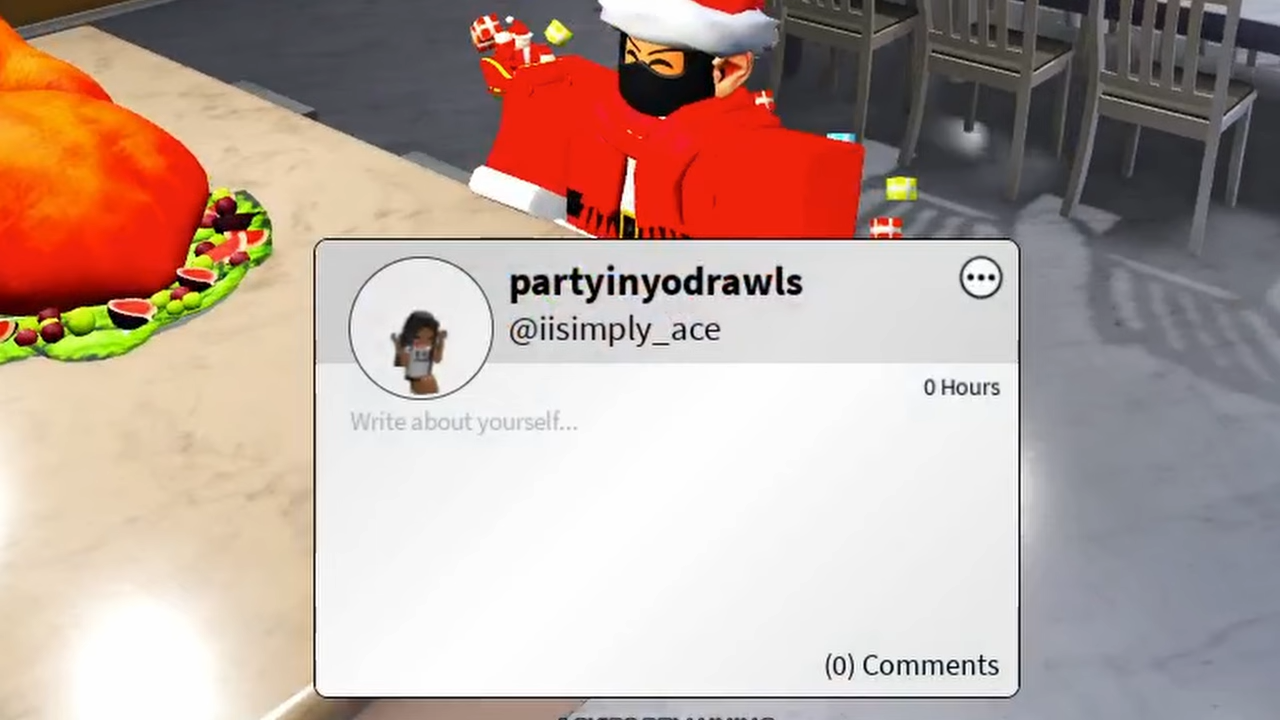 partyinyodrawls
@iisimply_ace
0 Hours
Write about yourself...
(0) Comments